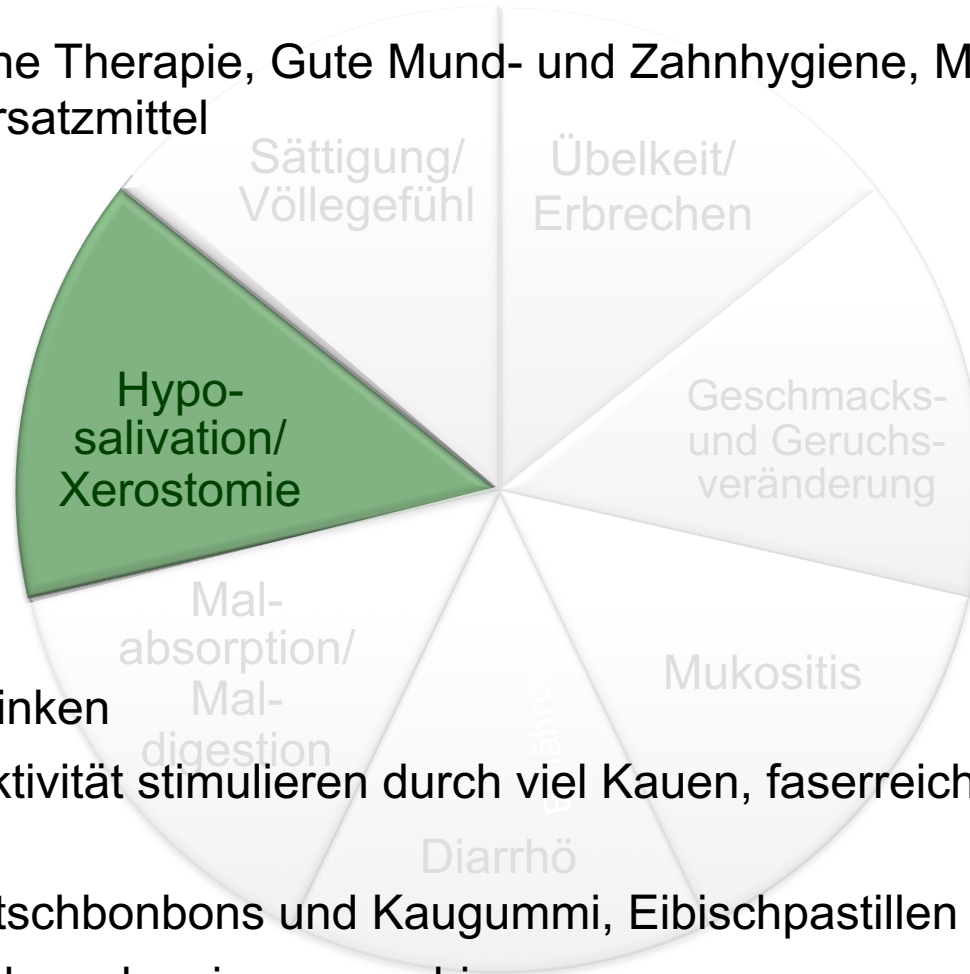 ne Therapie, Gute Mund- und Zahnhygiene, M
rsatzmittel
Sättigung/
Völlegefühl
Übelkeit/
Erbrechen
Hypo-
salivation/
Xerostomie
Geschmacks-
und Geruchs-
veränderung
Mal-
absorption/
Mal-
digestion
Mukositis
inken
ktivität stimulieren durch viel Kauen, faserreich
Diarrhö
tschbonbons und Kaugummi, Eibischpastillen